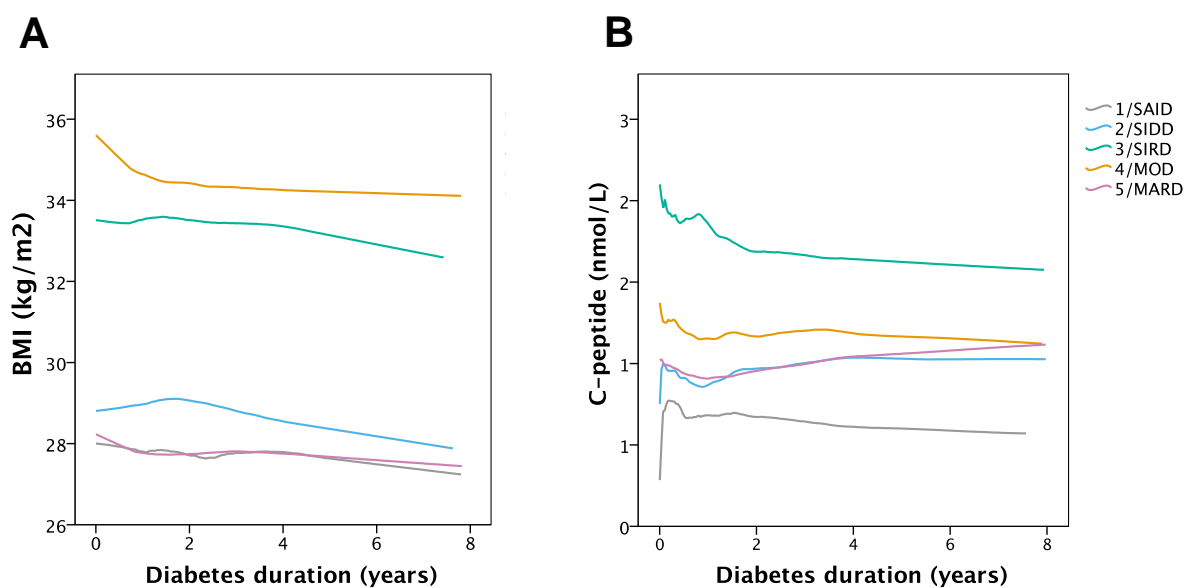 A
B
BMI (kg/m2)
36
34
32
30
28
26
0 2 4 6 8
Diabetes duration (years)
C-peptide (nmol/L)
3
2
2
1
1
0
0 2 4 6 8
Diabetes duration (years)
1/SAID
2/SIDD
3/SIRD
4/MOD
5/MARD